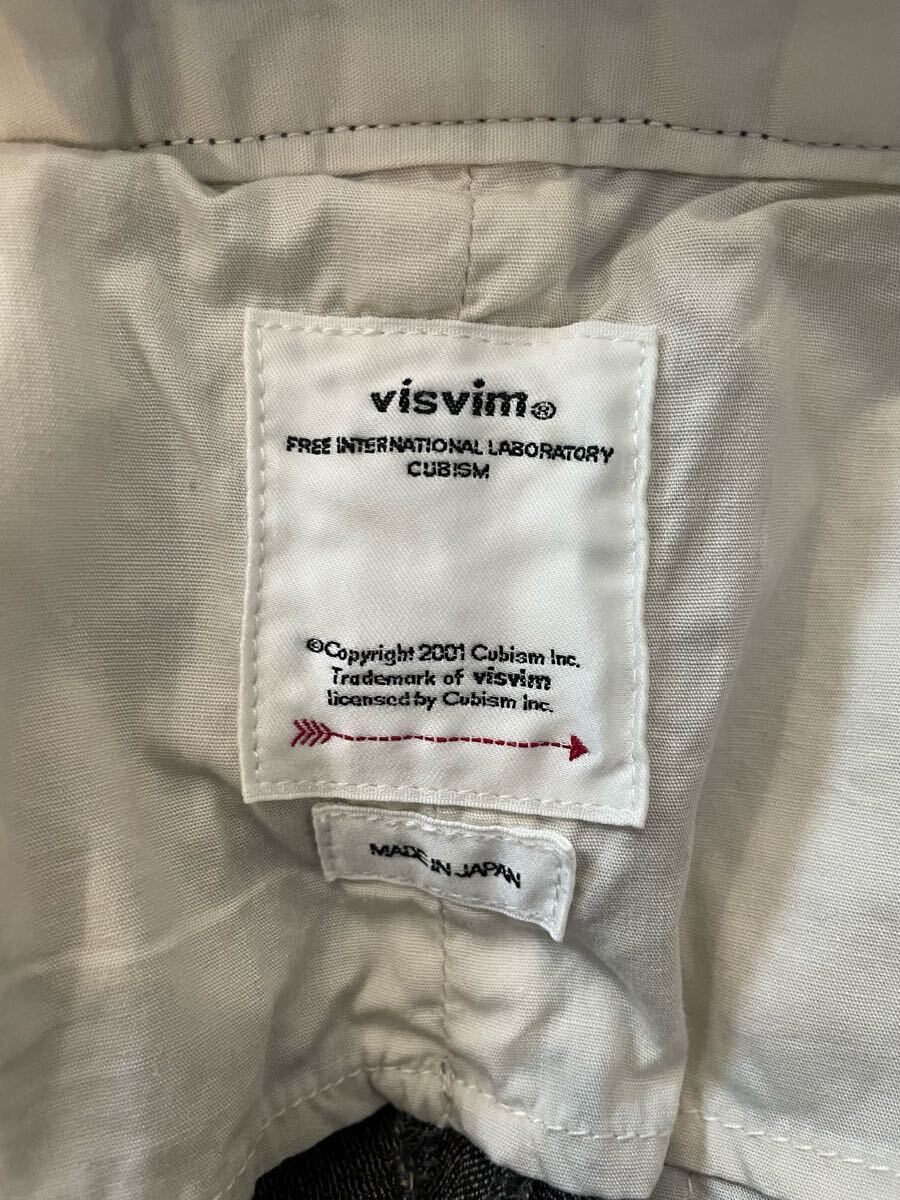 visvim®
FREE INTERNATIONAL LABORATORY
CUBISM
©Copyright 2001 Cubism Inc.
Trademark of visvim
licensed by Cubism Inc.
MADE IN JAPAN